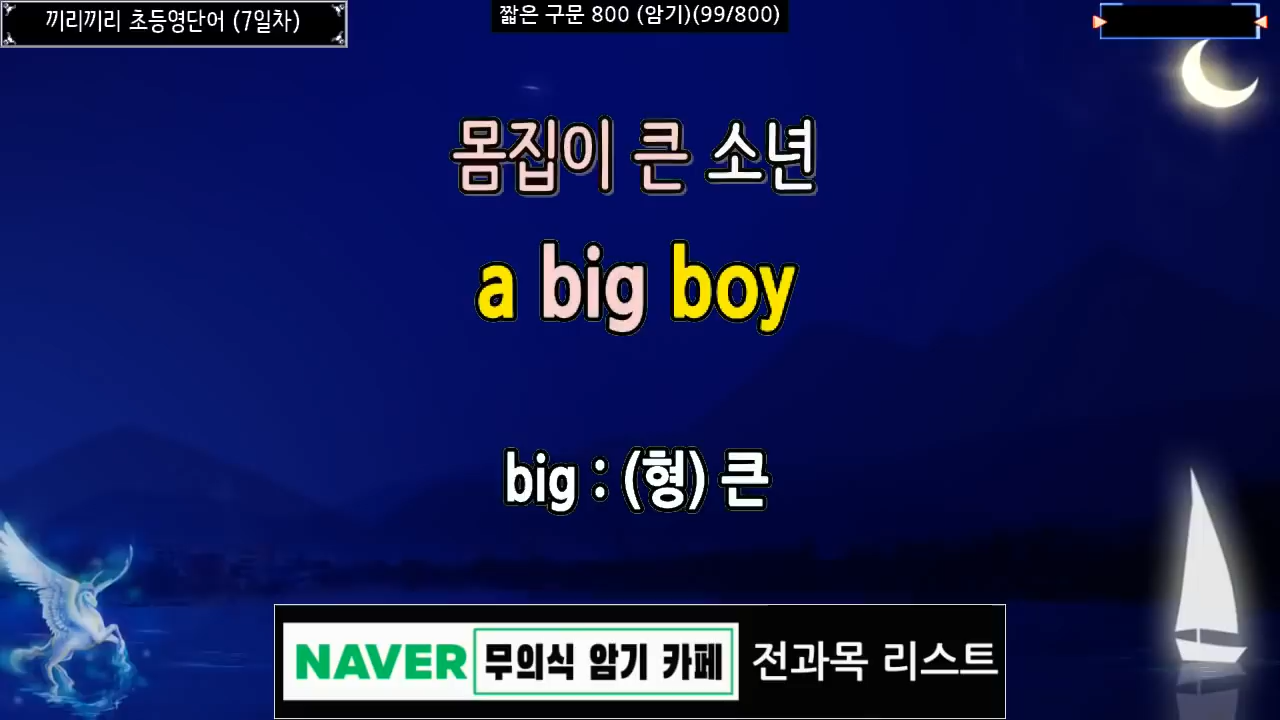 끼리끼리 초등영단어 (7일차)
짧은 구문 800 (암기)(99/800)
몸집이 큰 소년
a big boy
big : (형) 큰
NAVER 무의식 암기 카페 전과목 리스트